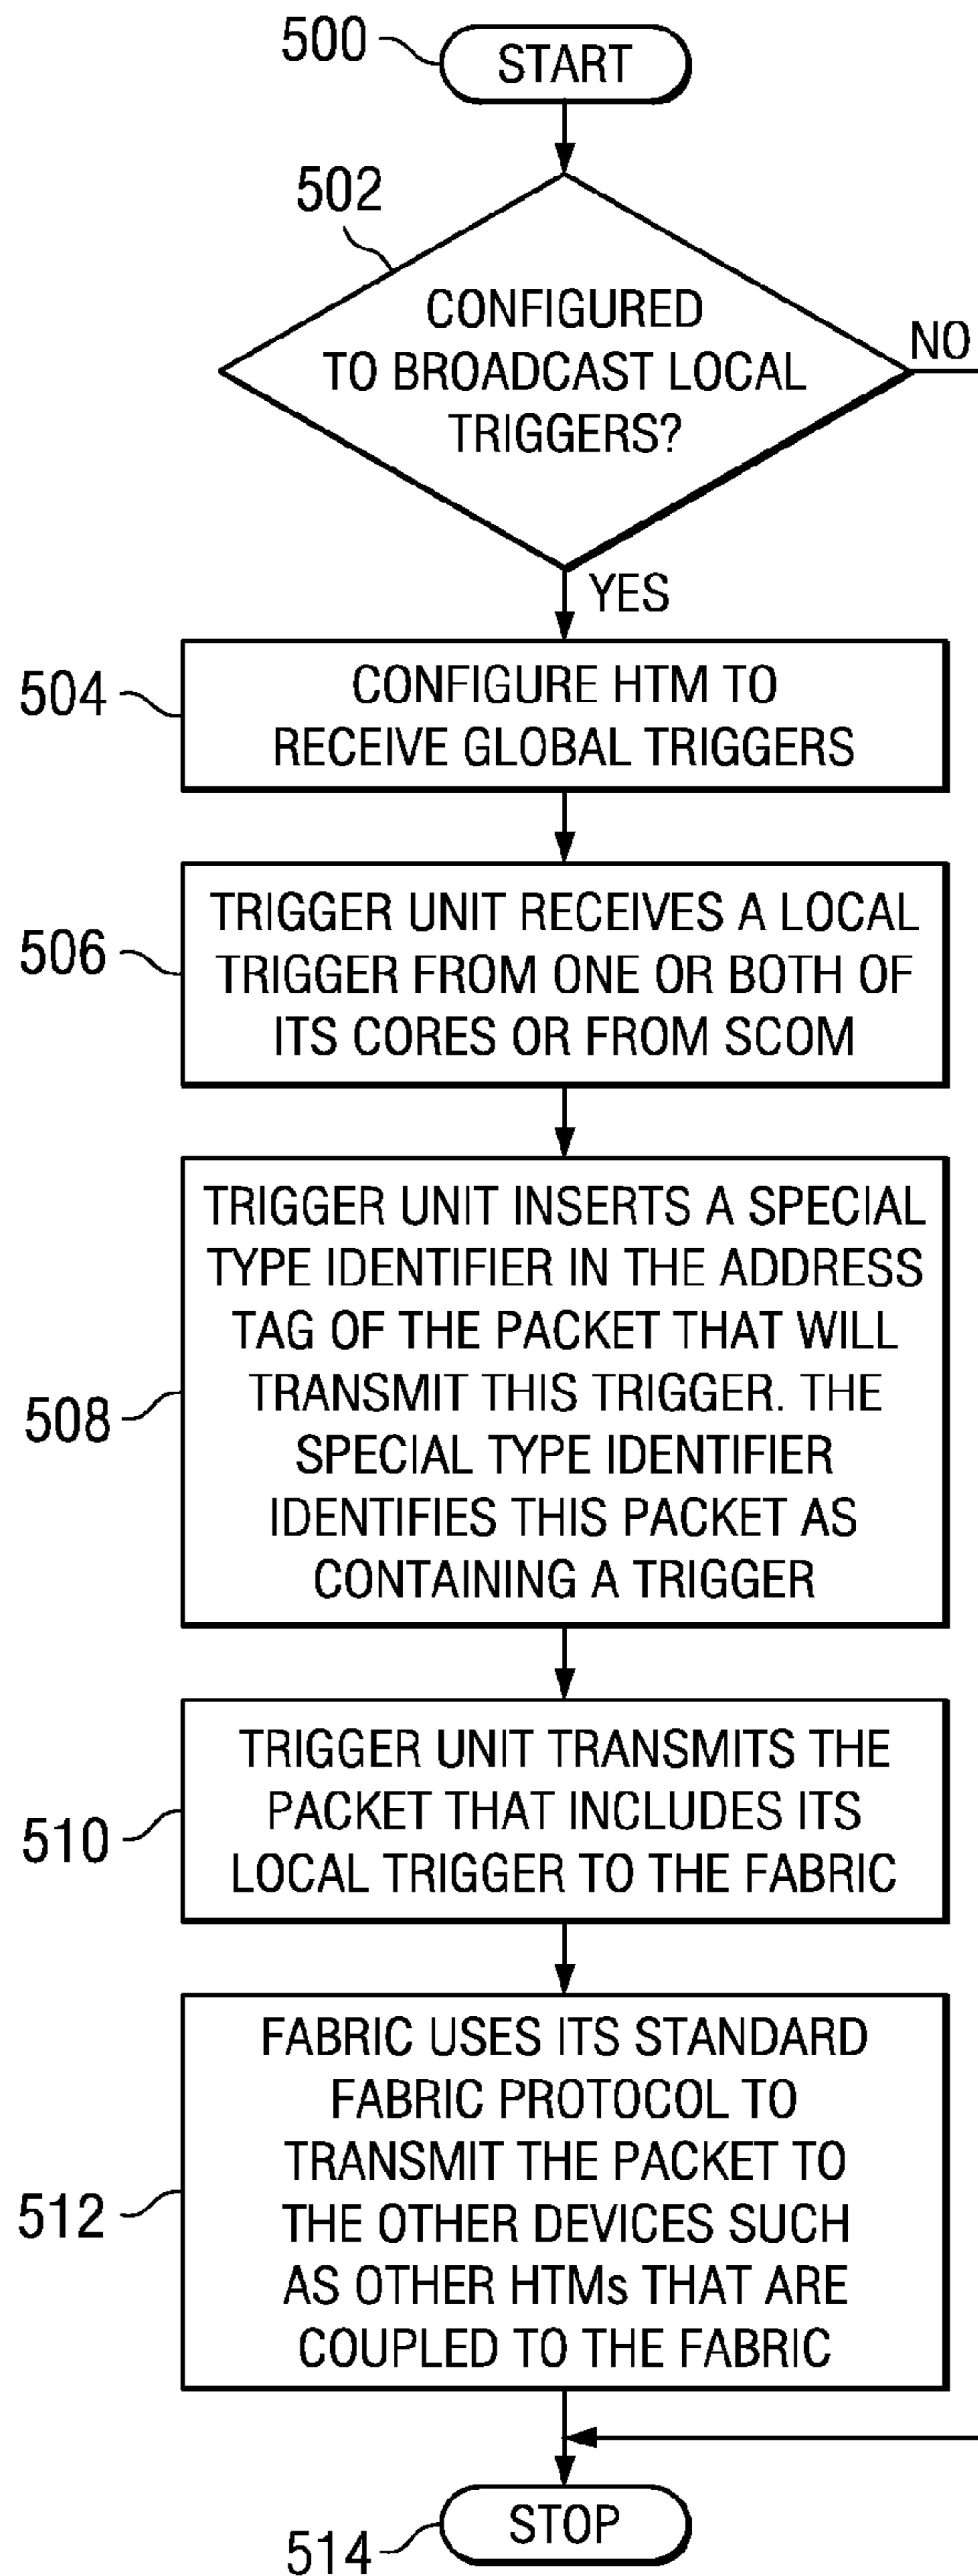 500
START
502
CONFIGURED
TO BROADCAST LOCAL
TRIGGERS?
NO
YES
504
CONFIGURE HTM TO
RECEIVE GLOBAL TRIGGERS
506
TRIGGER UNIT RECEIVES A LOCAL
TRIGGER FROM ONE OR BOTH OF
ITS CORES OR FROM SCOM
508
TRIGGER UNIT INSERTS A SPECIAL
TYPE IDENTIFIER IN THE ADDRESS
TAG OF THE PACKET THAT WILL
TRANSMIT THIS TRIGGER. THE
SPECIAL TYPE IDENTIFIER
IDENTIFIES THIS PACKET AS
CONTAINING A TRIGGER
510
TRIGGER UNIT TRANSMITS THE
PACKET THAT INCLUDES ITS
LOCAL TRIGGER TO THE FABRIC
512
FABRIC USES ITS STANDARD
FABRIC PROTOCOL TO
TRANSMIT THE PACKET TO
THE OTHER DEVICES SUCH
AS OTHER HTMs THAT ARE
COUPLED TO THE FABRIC
514
STOP